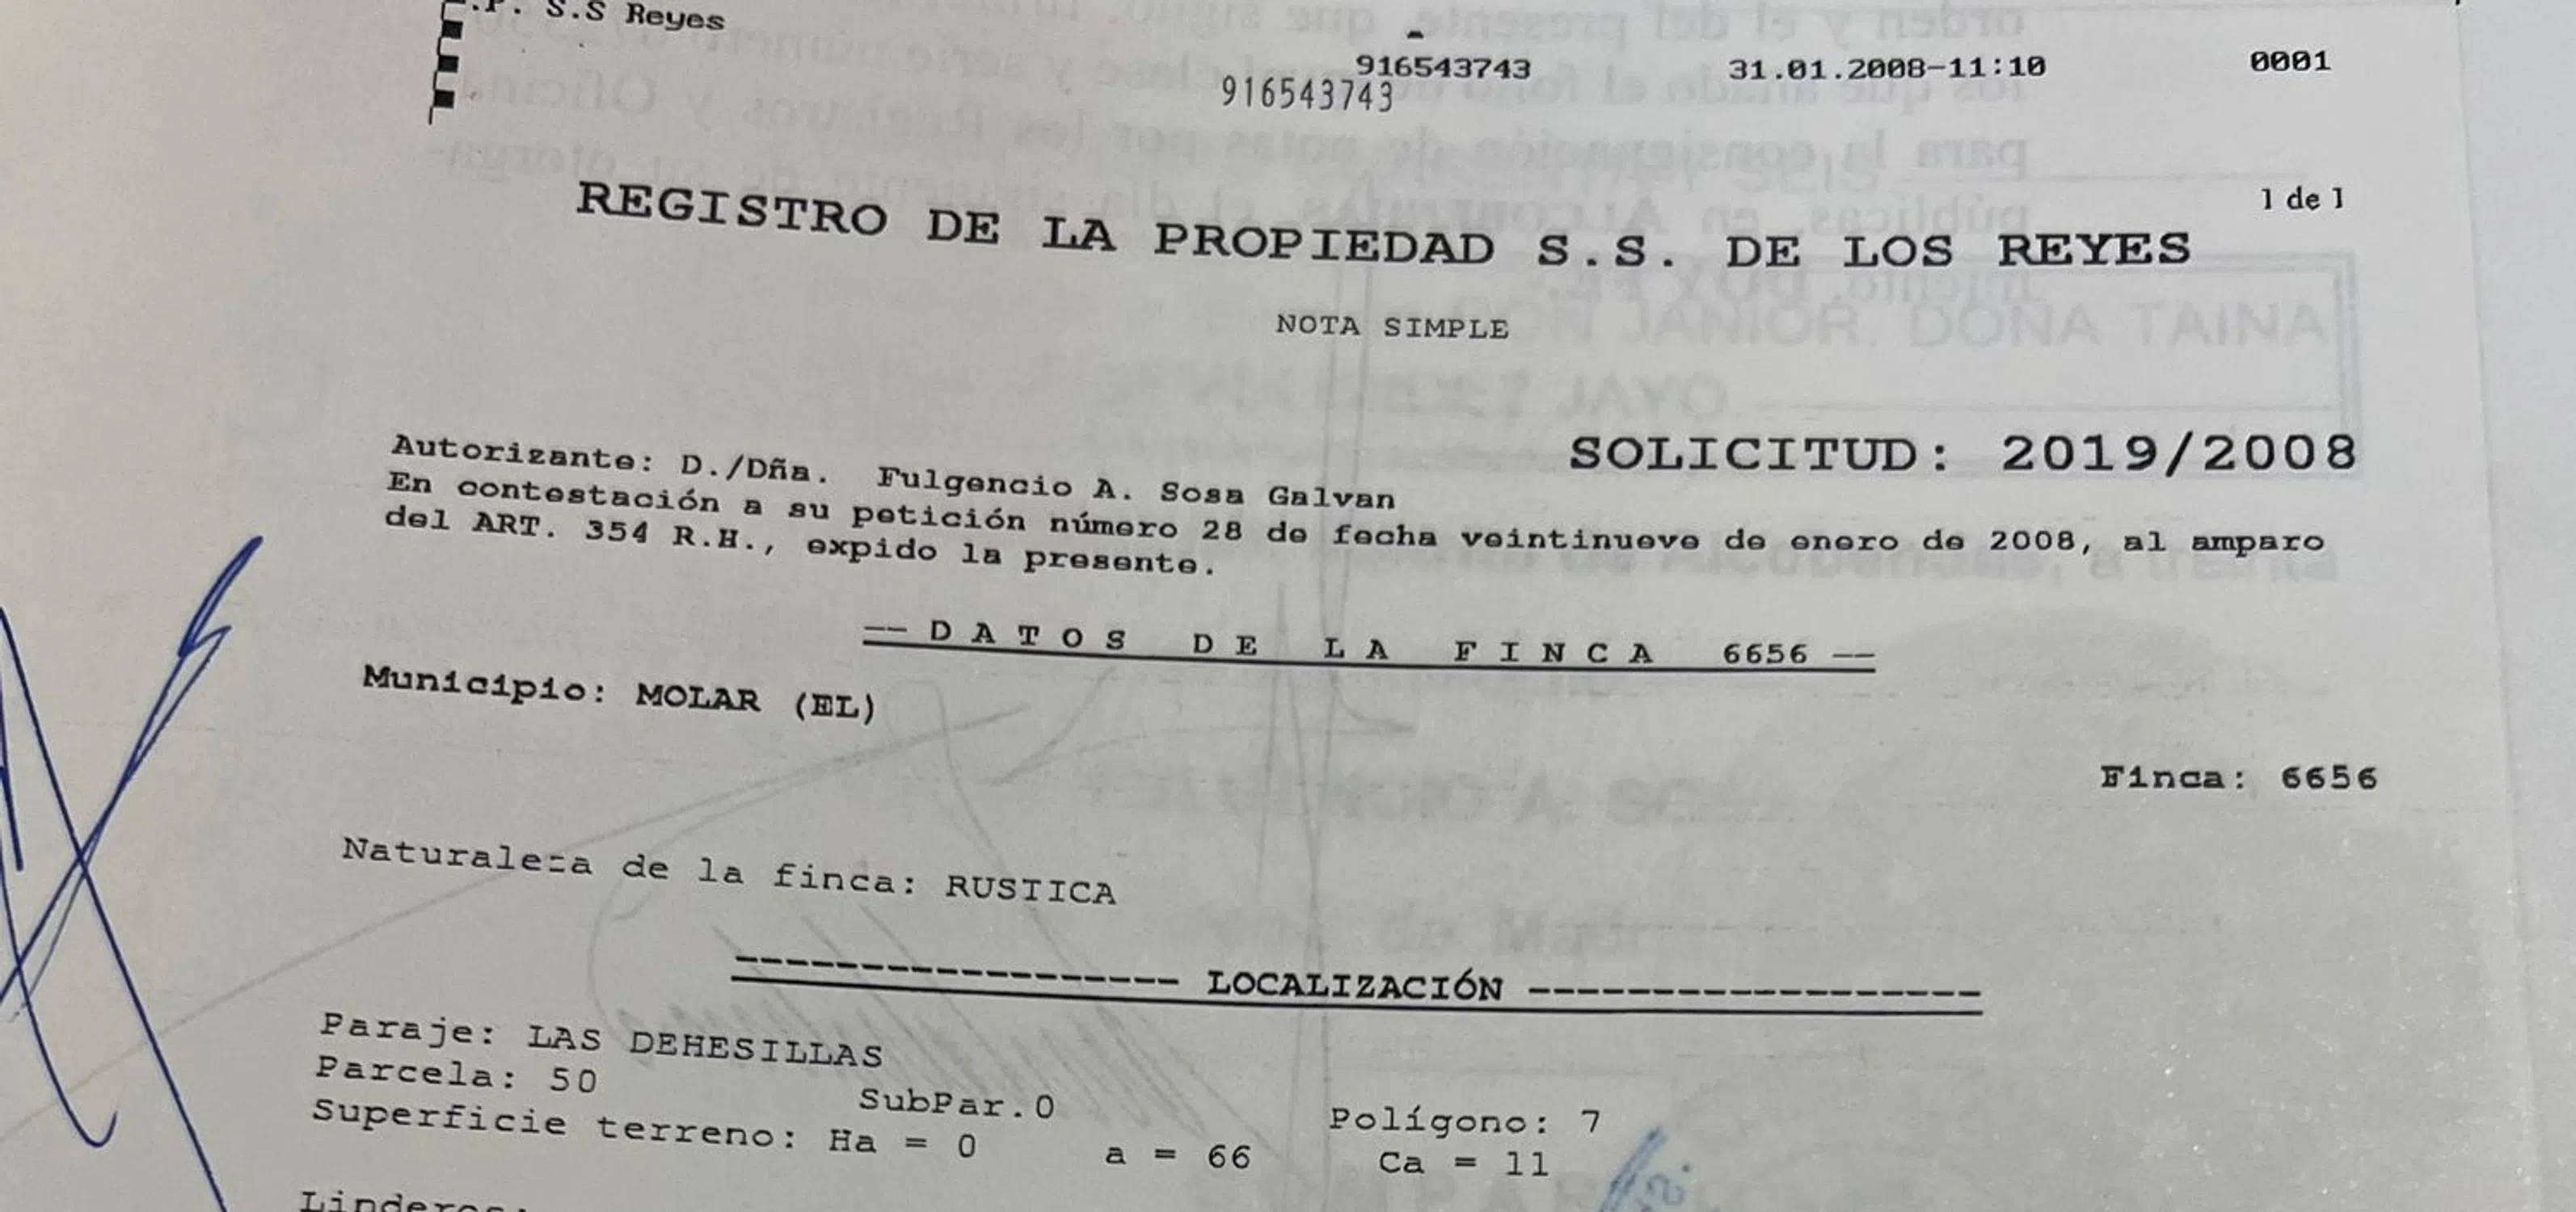 S.S Reyes
916543743 31.01.2008-11:10 0001
916543743
1 de 1
REGISTRO DE LA PROPIEDAD S.S. DE LOS REYES
NOTA SIMPLE
SOLICITUD: 2019/2008
Autorizante: D./Dña. Fulgencio A. Sosa Galvan
En contestación a su petición número 28 de fecha veintinueve de enero de 2008, al amparo
del ART. 354 R.H., expido la presente.
-- D A T O S D E L A F I N C A 6656 --
Municipio: MOLAR (EL)
Finca: 6656
Naturaleza de la finca: RUSTICA
------------------ LOCALIZACIÓN ------------------
Paraje: LAS DEHESILLAS
Parcela: 50 SubPar.0 Polígono: 7
Superficie terreno: Ha = 0 a = 66 Ca = 11
Linderos: